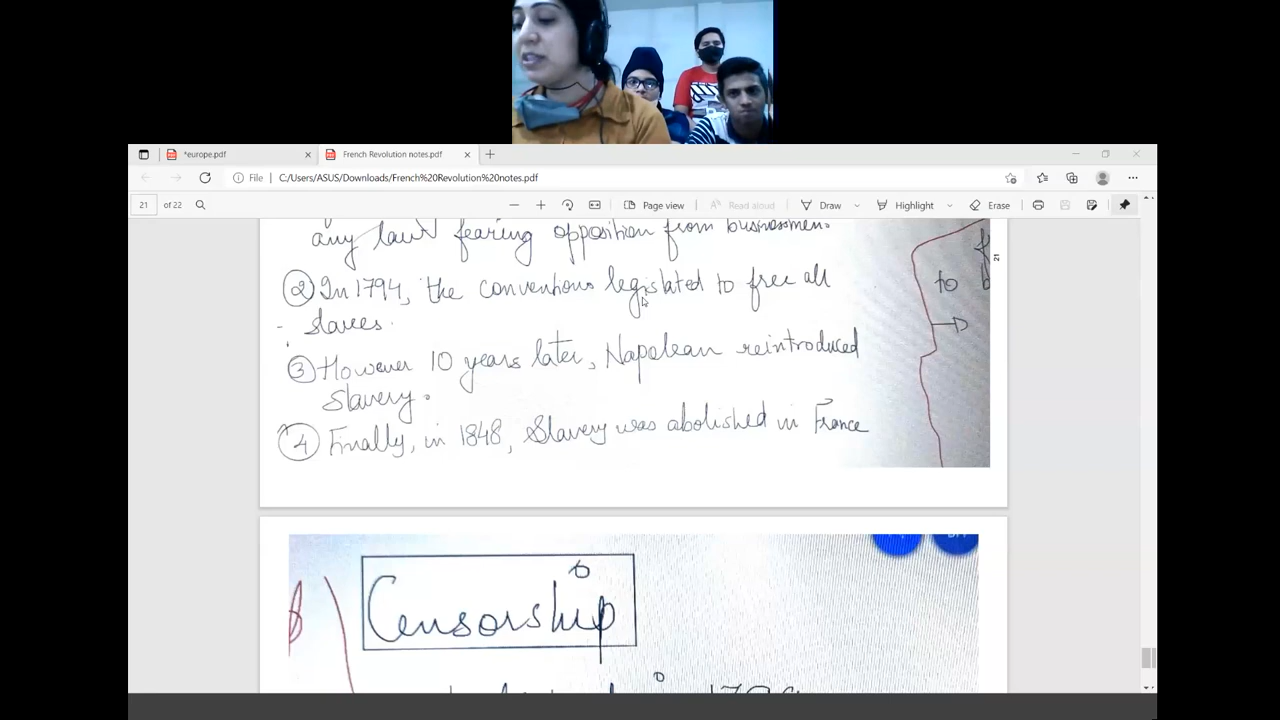 *europe.pdf
French Revolution notes.pdf
File
C:/Users/ASUS/Downloads/French%20Revolution%20notes.pdf
21 of 22
Page view
Read aloud
Draw
Highlight
Erase
any law fearing opposition from businessmen.
② In 1794, the conventions legislated to free all
slaves.
③ However 10 years later, Napolean reintroduced
Slavery.
④ Finally, in 1848, Slavery was abolished in France
to b
21
Censorship